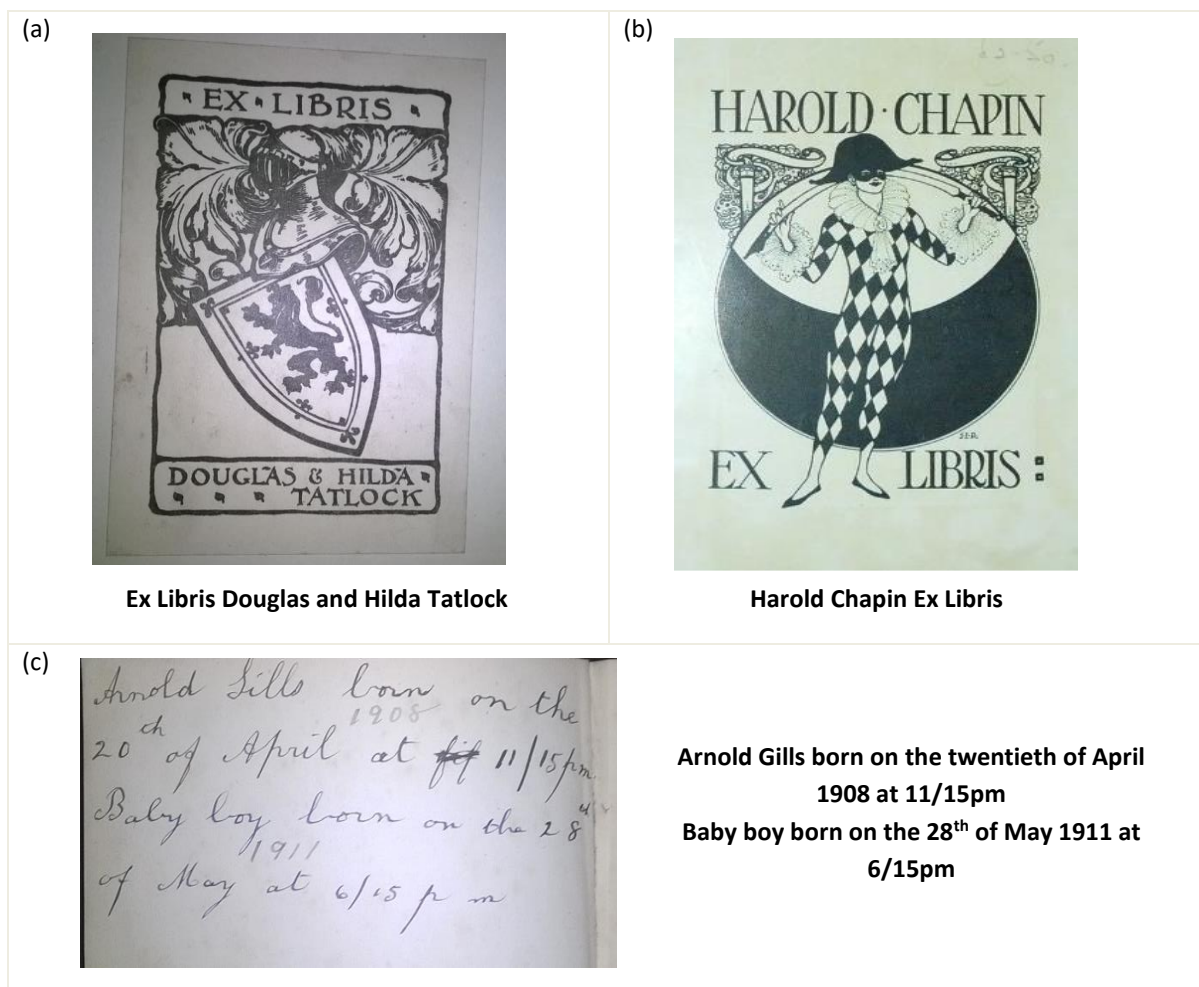 (a)
EX LIBRIS
DOUGLAS & HILDA
TATLOCK
Ex Libris Douglas and Hilda Tatlock
(b)
HAROLD · CHAPIN
EX LIBRIS :
Harold Chapin Ex Libris
(c)
Arnold Gills born on the
1908
20th of April at 11/15pm
Baby boy born on the 28th
1911
of May at 6/15 p m
Arnold Gills born on the twentieth of April
1908 at 11/15pm
Baby boy born on the 28th of May 1911 at
6/15pm